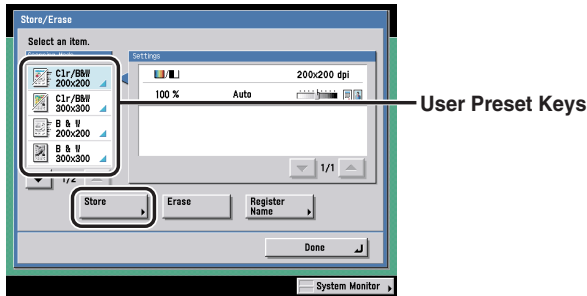 Store/Erase
Select an item.
Settings
Clr/B&W
200x200
Clr/B&W
300x300
B & W
200x200
B & W
300x300
1/2
200x200 dpi
100 %
Auto
1/1
Store
Erase
Register
Name
Done
System Monitor
User Preset Keys